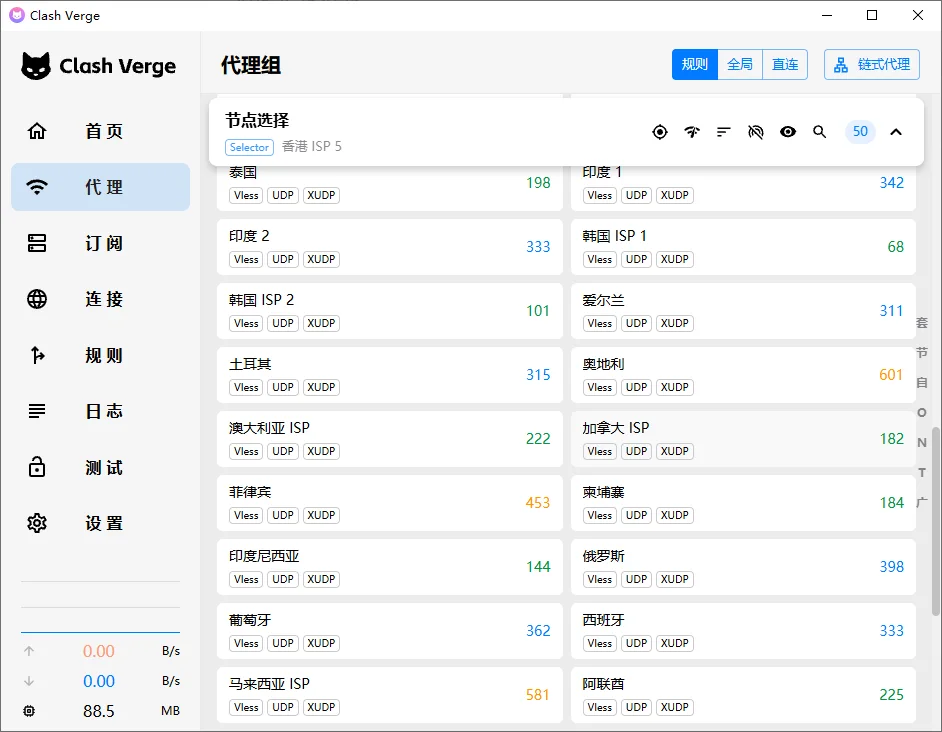 Clash Verge
Clash Verge
首页
代理
订阅
连接
规则
日志
测试
设置
0.00 B/s
0.00 B/s
88.5 MB
代理组
规则 全局 直连 链式代理
节点选择
Selector 香港 ISP 5
50
泰国
Vless UDP XUDP
198
印度 1
Vless UDP XUDP
342
印度 2
Vless UDP XUDP
333
韩国 ISP 1
Vless UDP XUDP
68
韩国 ISP 2
Vless UDP XUDP
101
爱尔兰
Vless UDP XUDP
311
土耳其
Vless UDP XUDP
315
奥地利
Vless UDP XUDP
601
澳大利亚 ISP
Vless UDP XUDP
222
加拿大 ISP
Vless UDP XUDP
182
菲律宾
Vless UDP XUDP
453
柬埔寨
Vless UDP XUDP
184
印度尼西亚
Vless UDP XUDP
144
俄罗斯
Vless UDP XUDP
398
葡萄牙
Vless UDP XUDP
362
西班牙
Vless UDP XUDP
333
马来西亚 ISP
Vless UDP XUDP
581
阿联酋
Vless UDP XUDP
225
套
节
自
O
N
T
广